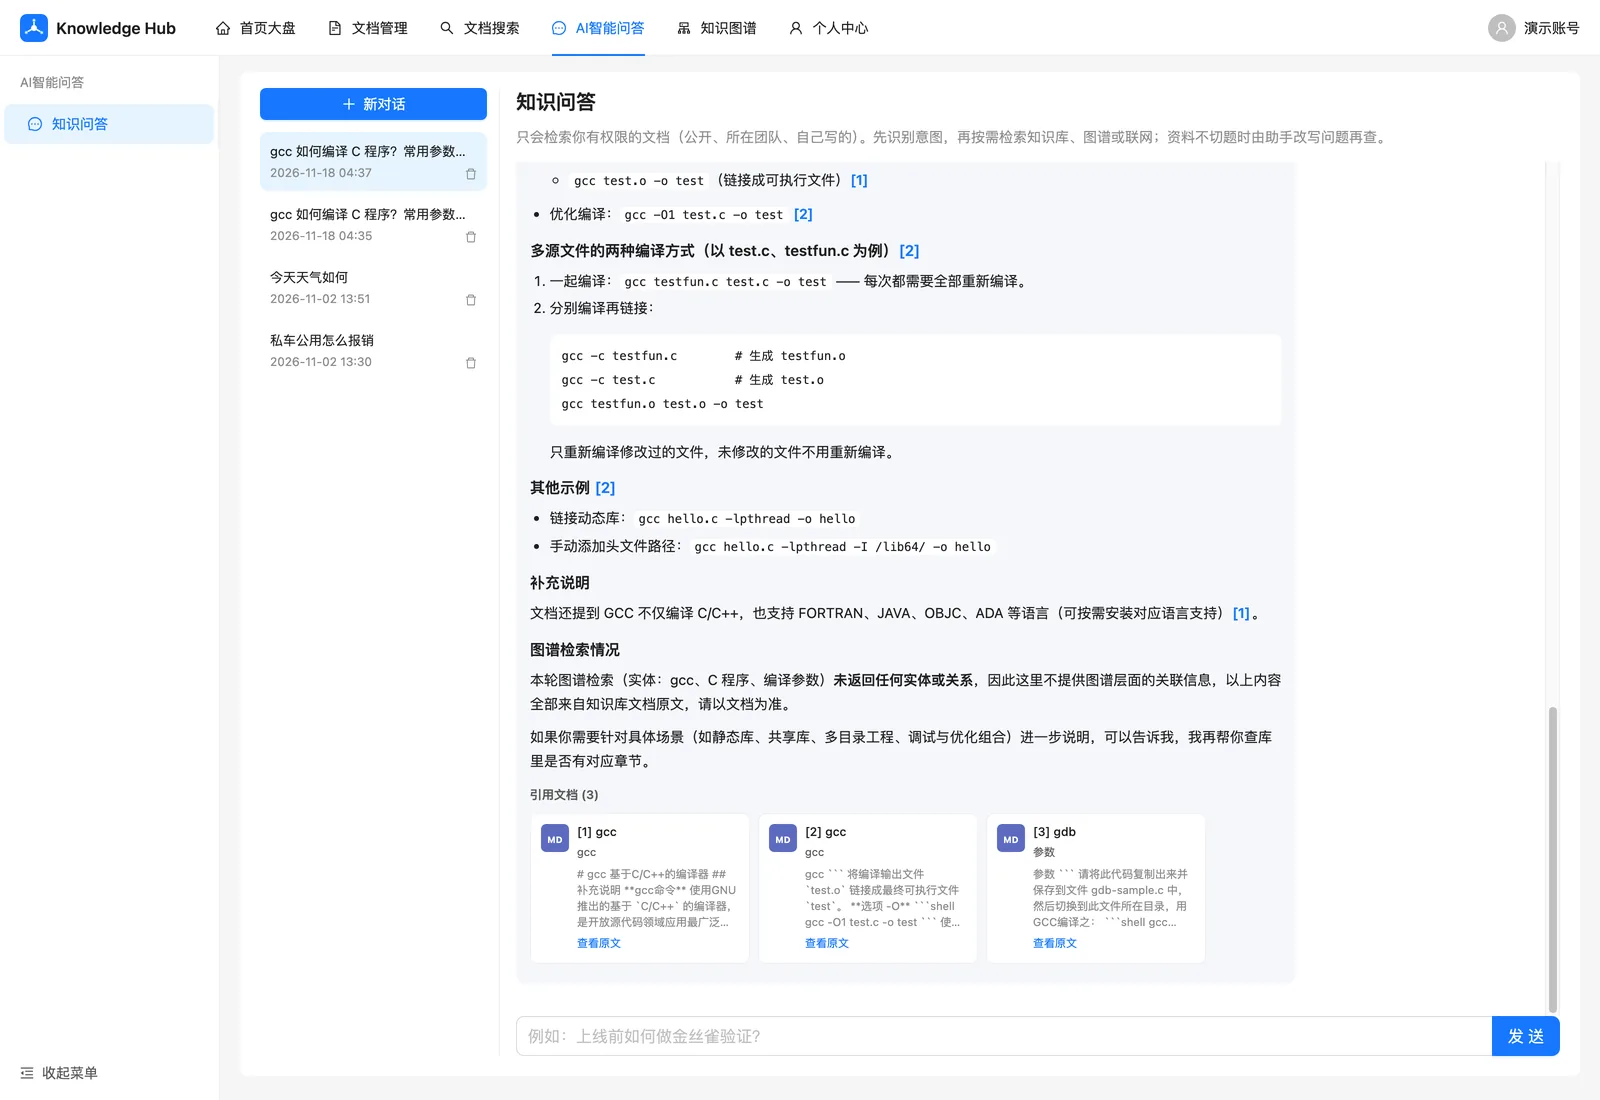 Knowledge Hub
首页大盘
文档管理
文档搜索
AI智能问答
知识图谱
个人中心
演示账号
AI智能问答
知识问答
收起菜单
+ 新对话
gcc 如何编译 C 程序？常用参数...
2026-11-18 04:37
gcc 如何编译 C 程序？常用参数...
2026-11-18 04:35
今天天气如何
2026-11-02 13:51
私车公用怎么报销
2026-11-02 13:30
知识问答
只会检索你有权限的文档（公开、所在团队、自己写的）。先识别意图，再按需检索知识库、图谱或联网；资料不切题时由助手改写问题再查。
gcc test.o -o test （链接成可执行文件）[1]
优化编译： gcc -O1 test.c -o test [2]
多源文件的两种编译方式（以 test.c、testfun.c 为例）[2]
1. 一起编译： gcc testfun.c test.c -o test —— 每次都需要全部重新编译。
2. 分别编译再链接：
gcc -c testfun.c        # 生成 testfun.o
gcc -c test.c           # 生成 test.o
gcc testfun.o test.o -o test
只重新编译修改过的文件，未修改的文件不用重新编译。
其他示例 [2]
链接动态库： gcc hello.c -lpthread -o hello
手动添加头文件路径： gcc hello.c -lpthread -I /lib64/ -o hello
补充说明
文档还提到 GCC 不仅编译 C/C++，也支持 FORTRAN、JAVA、OBJC、ADA 等语言（可按需安装对应语言支持）[1]。
图谱检索情况
本轮图谱检索（实体：gcc、C 程序、编译参数）未返回任何实体或关系，因此这里不提供图谱层面的关联信息，以上内容
全部来自知识库文档原文，请以文档为准。
如果你需要针对具体场景（如静态库、共享库、多目录工程、调试与优化组合）进一步说明，可以告诉我，我再帮你查库
里是否有对应章节。
引用文档 (3)
MD
[1] gcc
gcc
# gcc 基于C/C++的编译器 ##
补充说明 **gcc命令** 使用GNU
推出的基于 `C/C++` 的编译器，
是开放源代码领域应用最广泛...
查看原文
MD
[2] gcc
gcc
gcc ``` 将编译输出文件
`test.o` 链接成最终可执行文件
`test`。 **选项 -O** ```shell
gcc -O1 test.c -o test ``` 使...
查看原文
MD
[3] gdb
参数
参数 ``` 请将此代码复制出来并
保存到文件 gdb-sample.c 中，
然后切换到此文件所在目录，用
GCC编译之： ```shell gcc...
查看原文
例如：上线前如何做金丝雀验证？
发 送